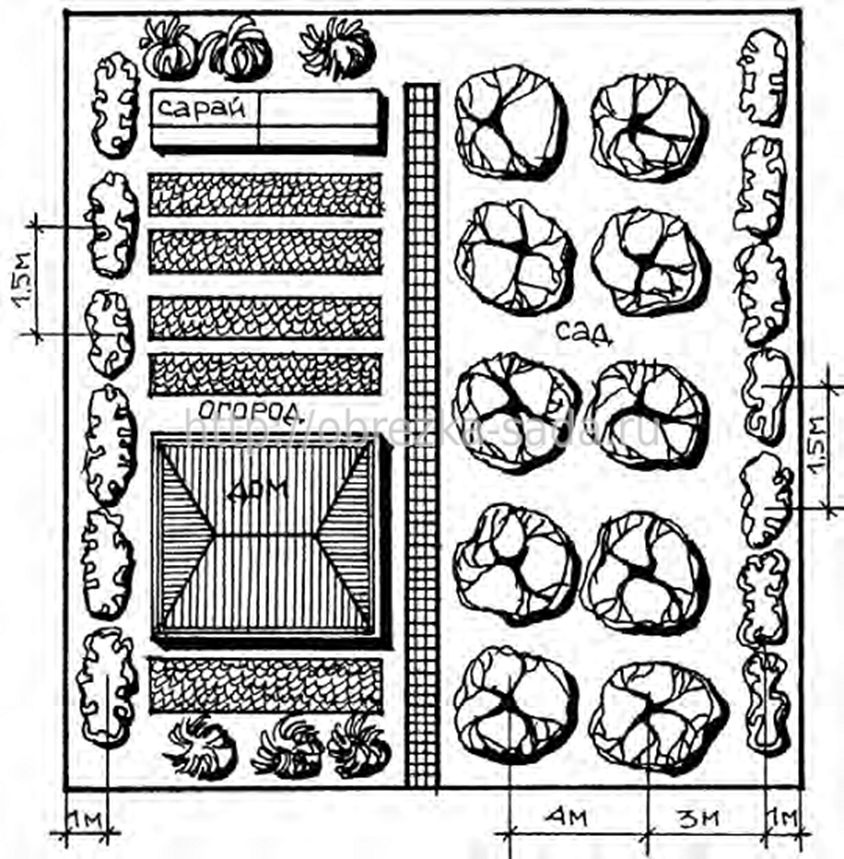 сарай
1,5м
сад
огород
http://obrezka-sada.ru
дом
1,5м
1м
4м
3м
1м